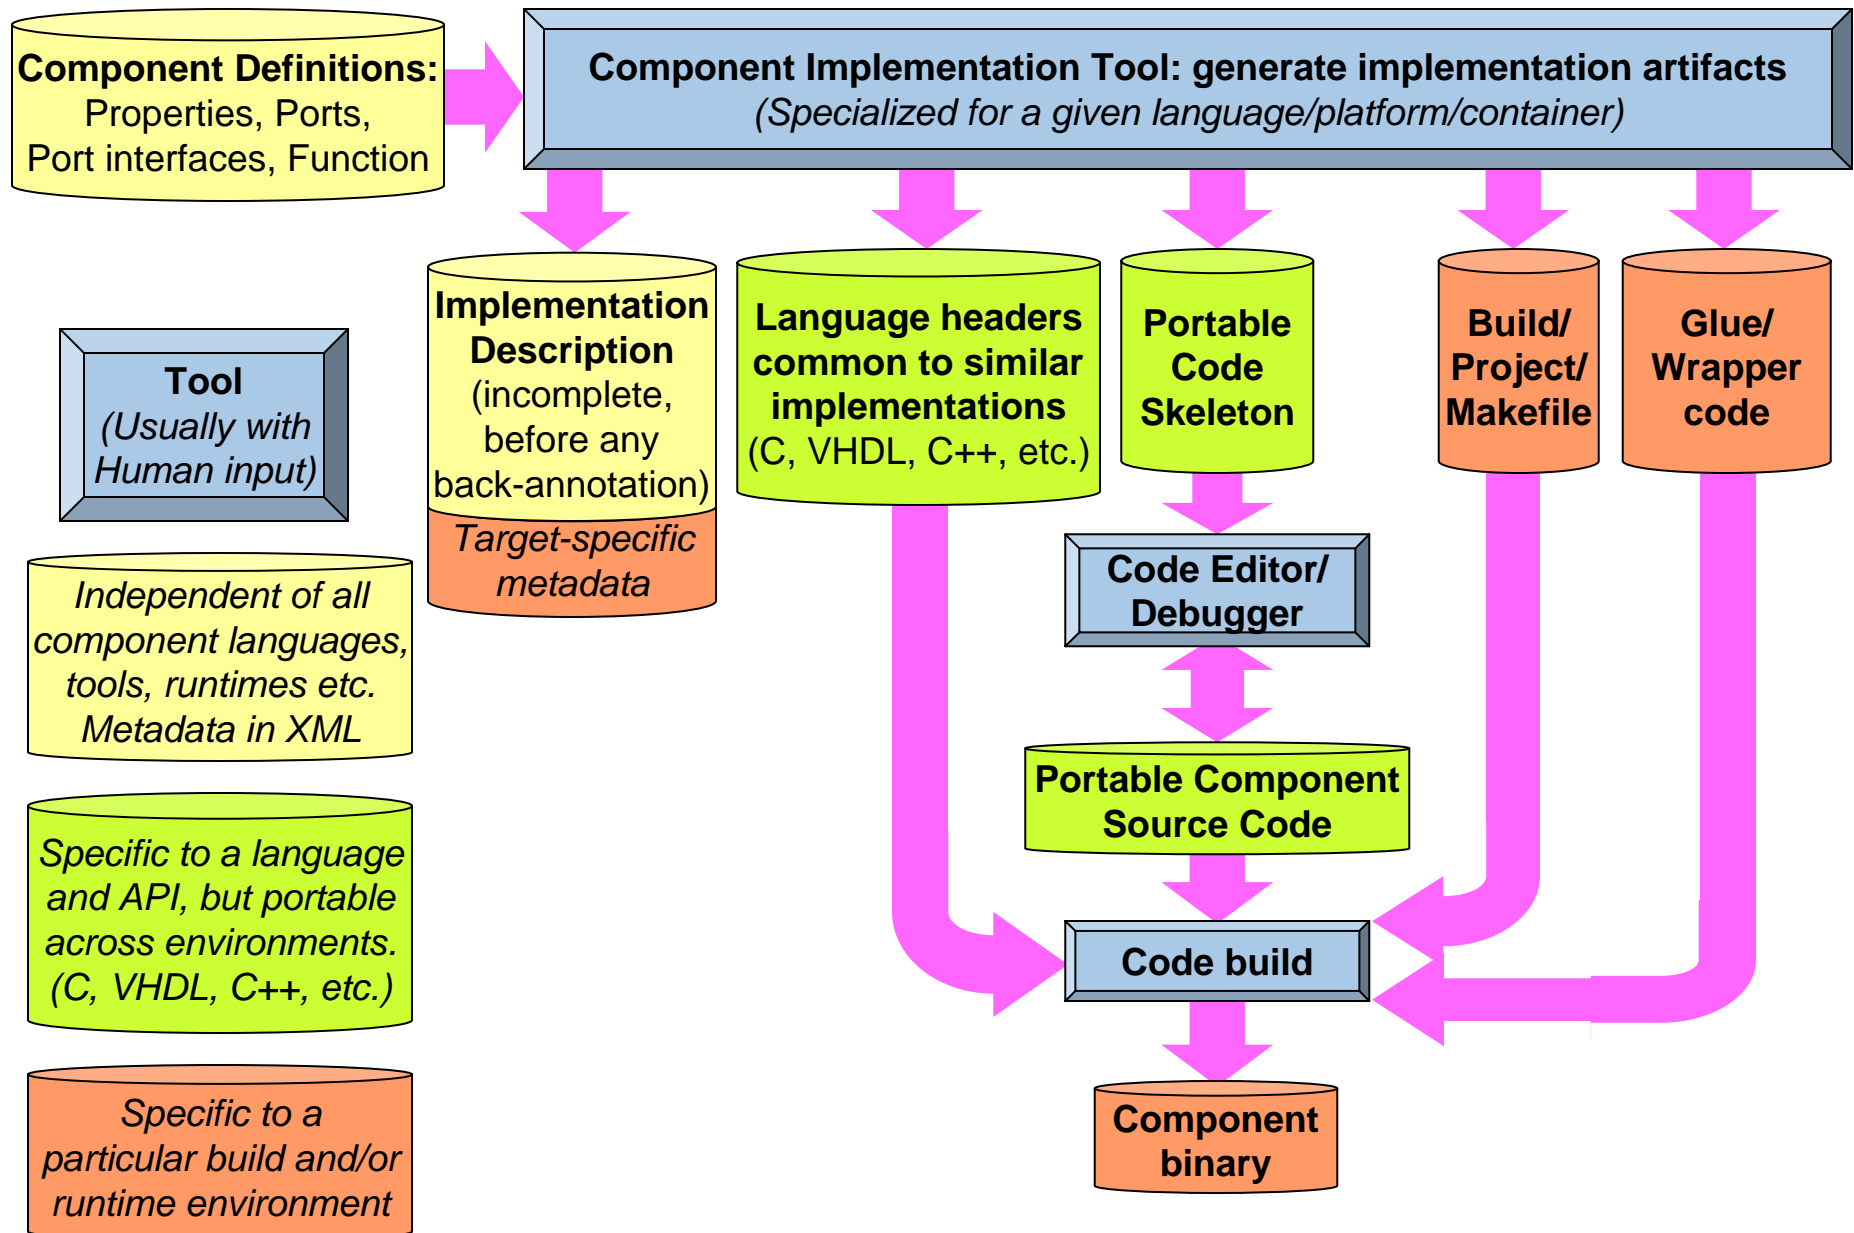 Component Definitions:
Properties, Ports,
Port interfaces, Function
Component Implementation Tool: generate implementation artifacts
(Specialized for a given language/platform/container)
Implementation
Description
(incomplete,
before any
back-annotation)
Target-specific
metadata
Language headers
common to similar
implementations
(C, VHDL, C++, etc.)
Portable
Code
Skeleton
Build/
Project/
Makefile
Glue/
Wrapper
code
Tool
(Usually with
Human input)
Independent of all
component languages,
tools, runtimes etc.
Metadata in XML
Specific to a language
and API, but portable
across environments.
(C, VHDL, C++, etc.)
Specific to a
particular build and/or
runtime environment
Code Editor/
Debugger
Portable Component
Source Code
Code build
Component
binary